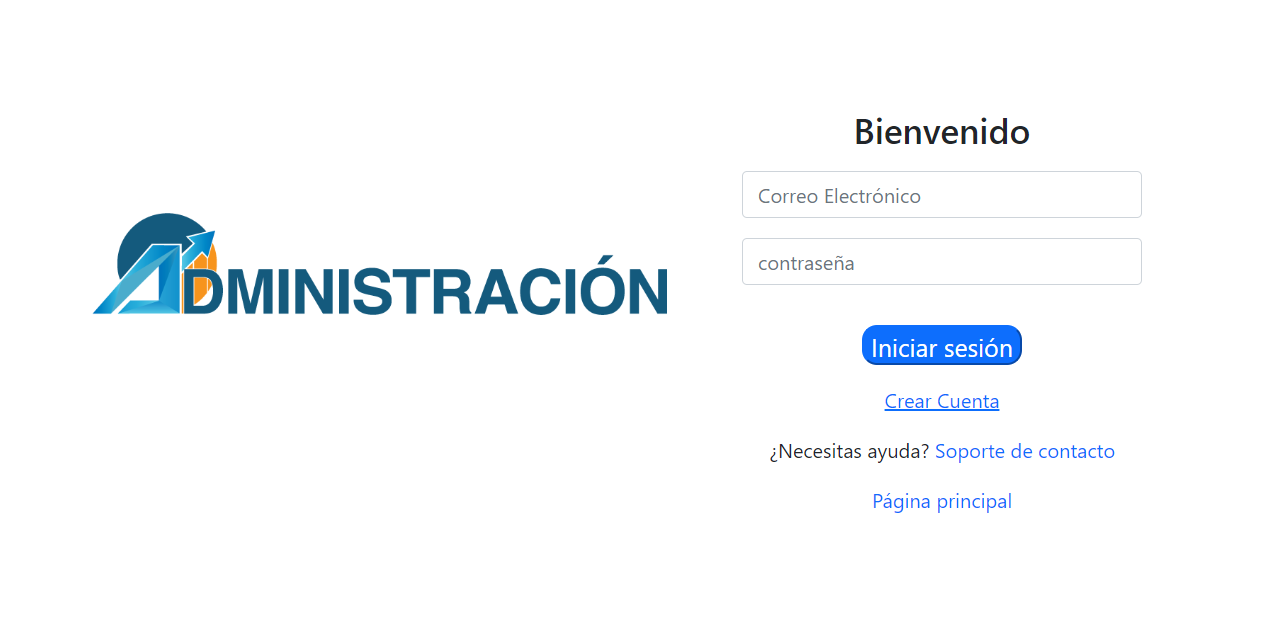 ADMINISTRACIÓN
Bienvenido
Correo Electrónico
contraseña
Iniciar sesión
Crear Cuenta
¿Necesitas ayuda? Soporte de contacto
Página principal